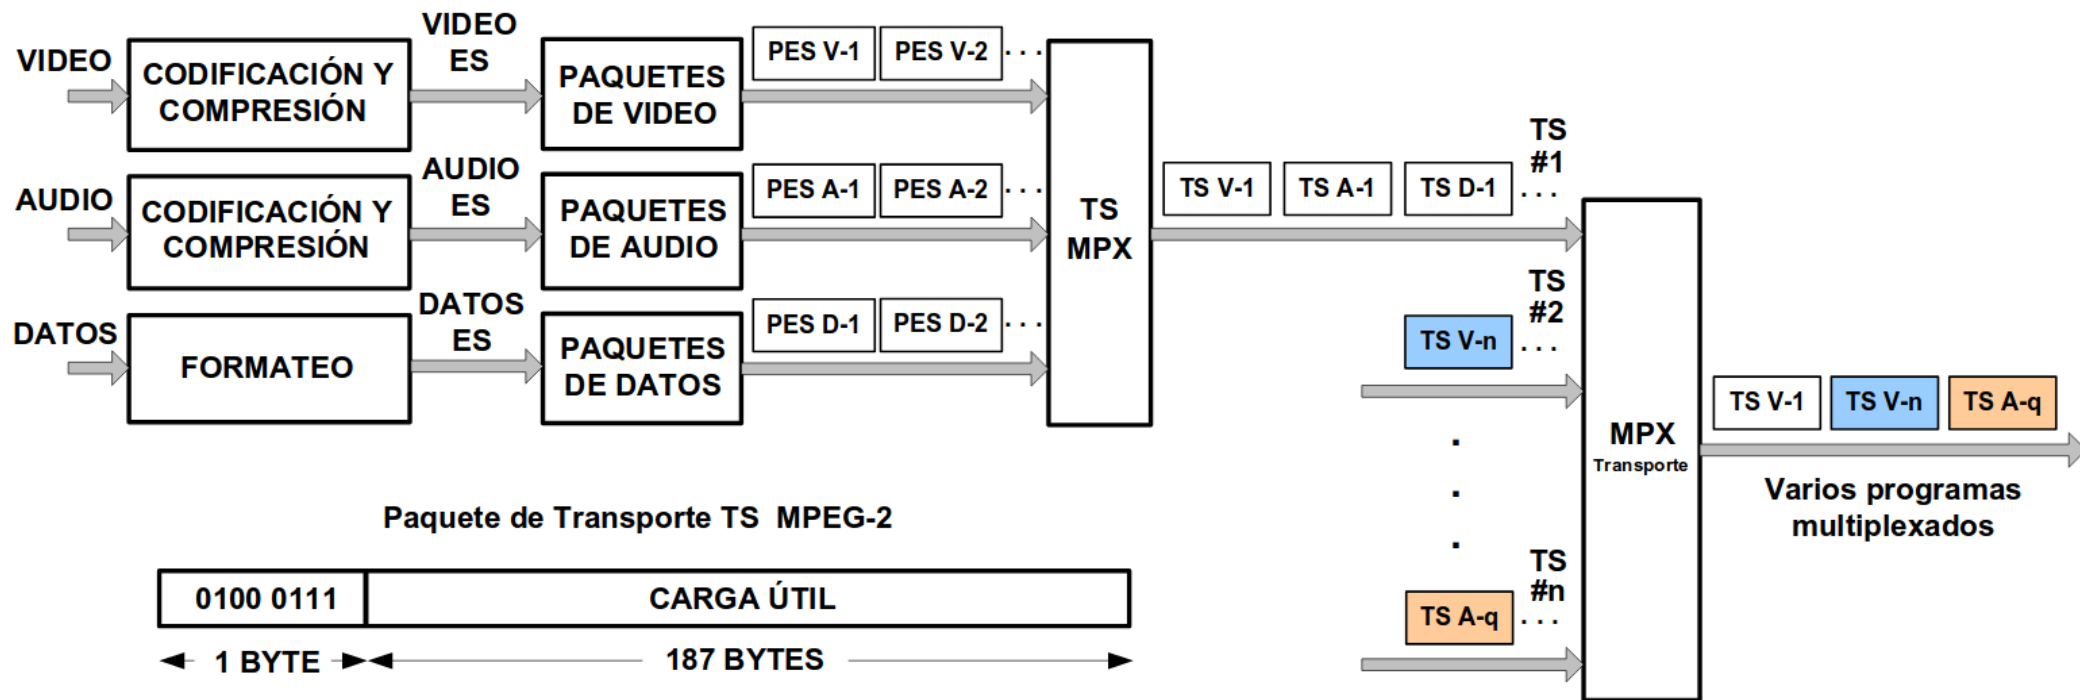 VIDEO
CODIFICACIÓN Y
COMPRESIÓN
VIDEO
ES
PAQUETES
DE VIDEO
PES V-1
PES V-2
. . .
AUDIO
CODIFICACIÓN Y
COMPRESIÓN
AUDIO
ES
PAQUETES
DE AUDIO
PES A-1
PES A-2
. . .
DATOS
FORMATEO
DATOS
ES
PAQUETES
DE DATOS
PES D-1
PES D-2
. . .
TS
MPX
TS V-1
TS A-1
TS D-1
. . .
TS
#1
TS V-n
. . .
TS
#2
.
.
.
TS A-q
. . .
TS
#n
MPX
Transporte
TS V-1
TS V-n
TS A-q
Varios programas
multiplexados
Paquete de Transporte TS MPEG-2
0100 0111
CARGA ÚTIL
1 BYTE
187 BYTES